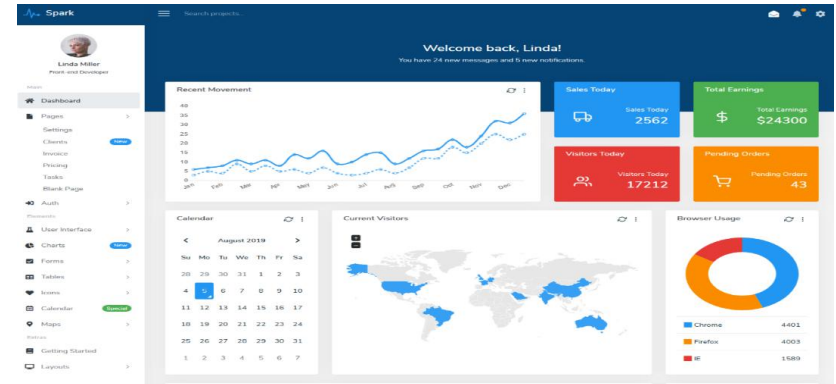 Spark
Search projects...
Linda Miller
Front-end Developer
Main
Dashboard
Pages
Settings
Clients New
Invoice
Pricing
Tasks
Blank Page
Auth
Elements
User Interface
Charts New
Forms
Tables
Icons
Calendar Special
Maps
Extras
Getting Started
Layouts
Welcome back, Linda!
You have 24 new messages and 5 new notifications.
Recent Movement
40
35
30
25
20
15
10
5
0
Jan Feb Mar Apr May Jun Jul Aug Sep Oct Nov Dec
Sales Today
Sales Today
2562
Total Earnings
Total Earnings
$24300
Visitors Today
Visitors Today
17212
Pending Orders
Pending Orders
43
Calendar
< August 2019 >
Su Mo Tu We Th Fr Sa
28 29 30 31 1 2 3
4 5 6 7 8 9 10
11 12 13 14 15 16 17
18 19 20 21 22 23 24
25 26 27 28 29 30 31
1 2 3 4 5 6 7
Current Visitors
+
−
Browser Usage
Chrome 4401
Firefox 4003
IE 1589